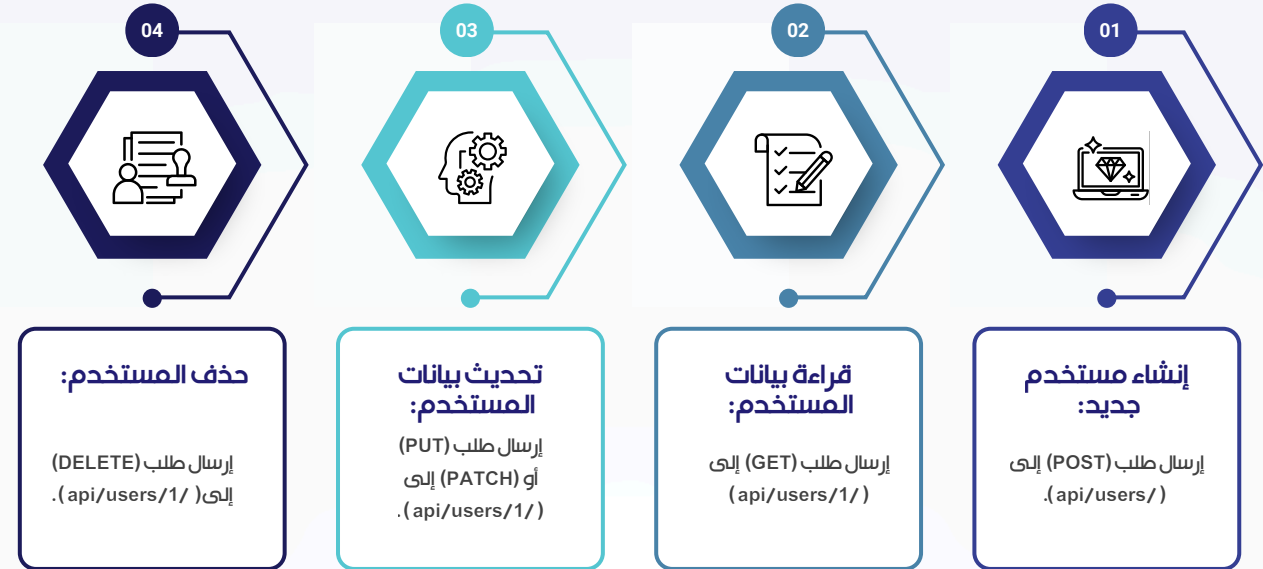 01
إنشاء مستخدم
جديد:
إرسال طلب (POST) إلى
( /api/users).
02
قراءة بيانات
المستخدم:
إرسال طلب (GET) إلى
( /api/users/1 )
03
تحديث بيانات
المستخدم:
إرسال طلب (PUT)
أو (PATCH) إلى
( /api/users/1 ).
04
حذف المستخدم:
إرسال طلب (DELETE)
إلى( /api/users/1 ).